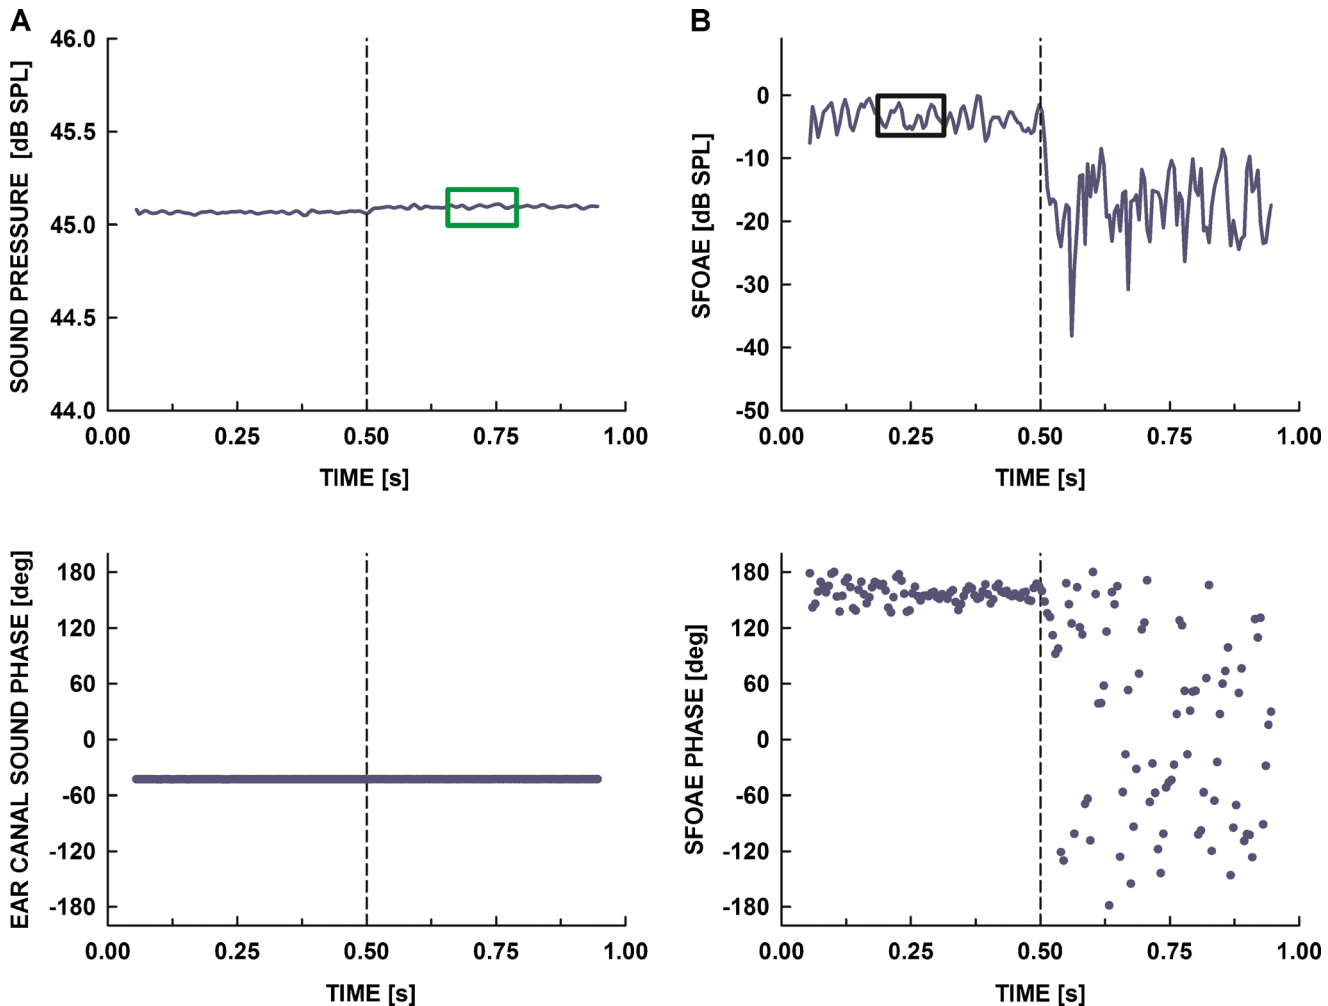 A
SOUND PRESSURE [dB SPL]
46.0
45.5
45.0
44.5
44.0
0.00 0.25 0.50 0.75 1.00
TIME [s]
B
SFOAE [dB SPL]
0
-10
-20
-30
-40
-50
0.00 0.25 0.50 0.75 1.00
TIME [s]
EAR CANAL SOUND PHASE [deg]
180
120
60
0
-60
-120
-180
0.00 0.25 0.50 0.75 1.00
TIME [s]
SFOAE PHASE [deg]
180
120
60
0
-60
-120
-180
0.00 0.25 0.50 0.75 1.00
TIME [s]